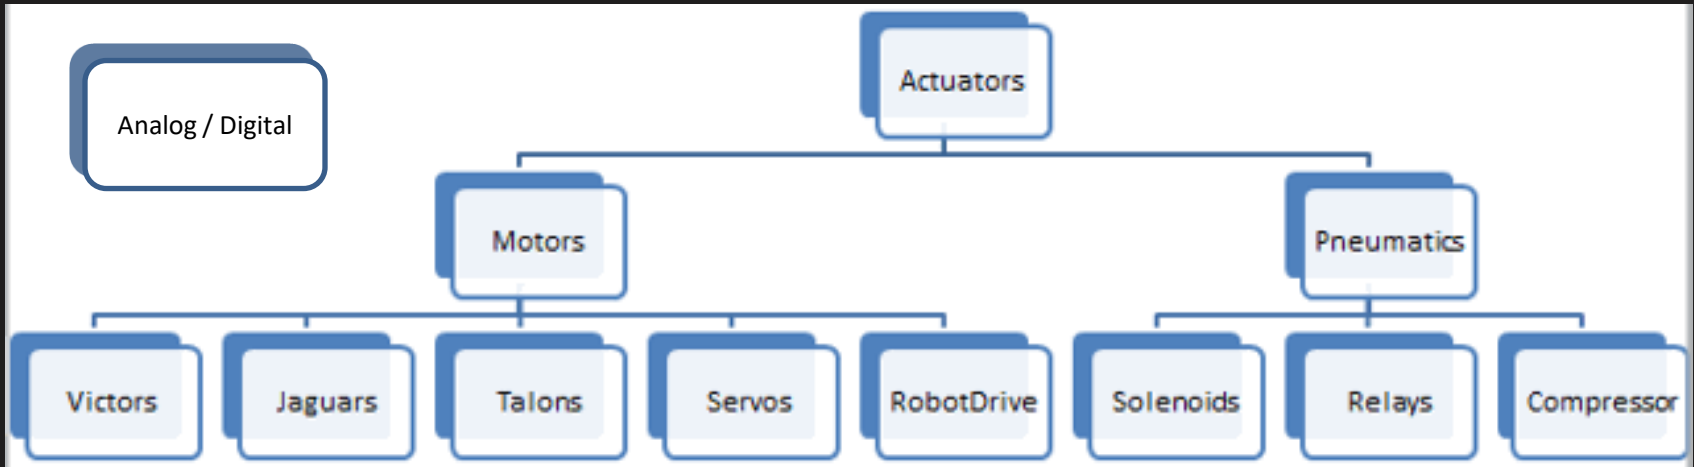 Actuators
Analog / Digital
Motors
Pneumatics
Victors
Jaguars
Talons
Servos
RobotDrive
Solenoids
Relays
Compressor